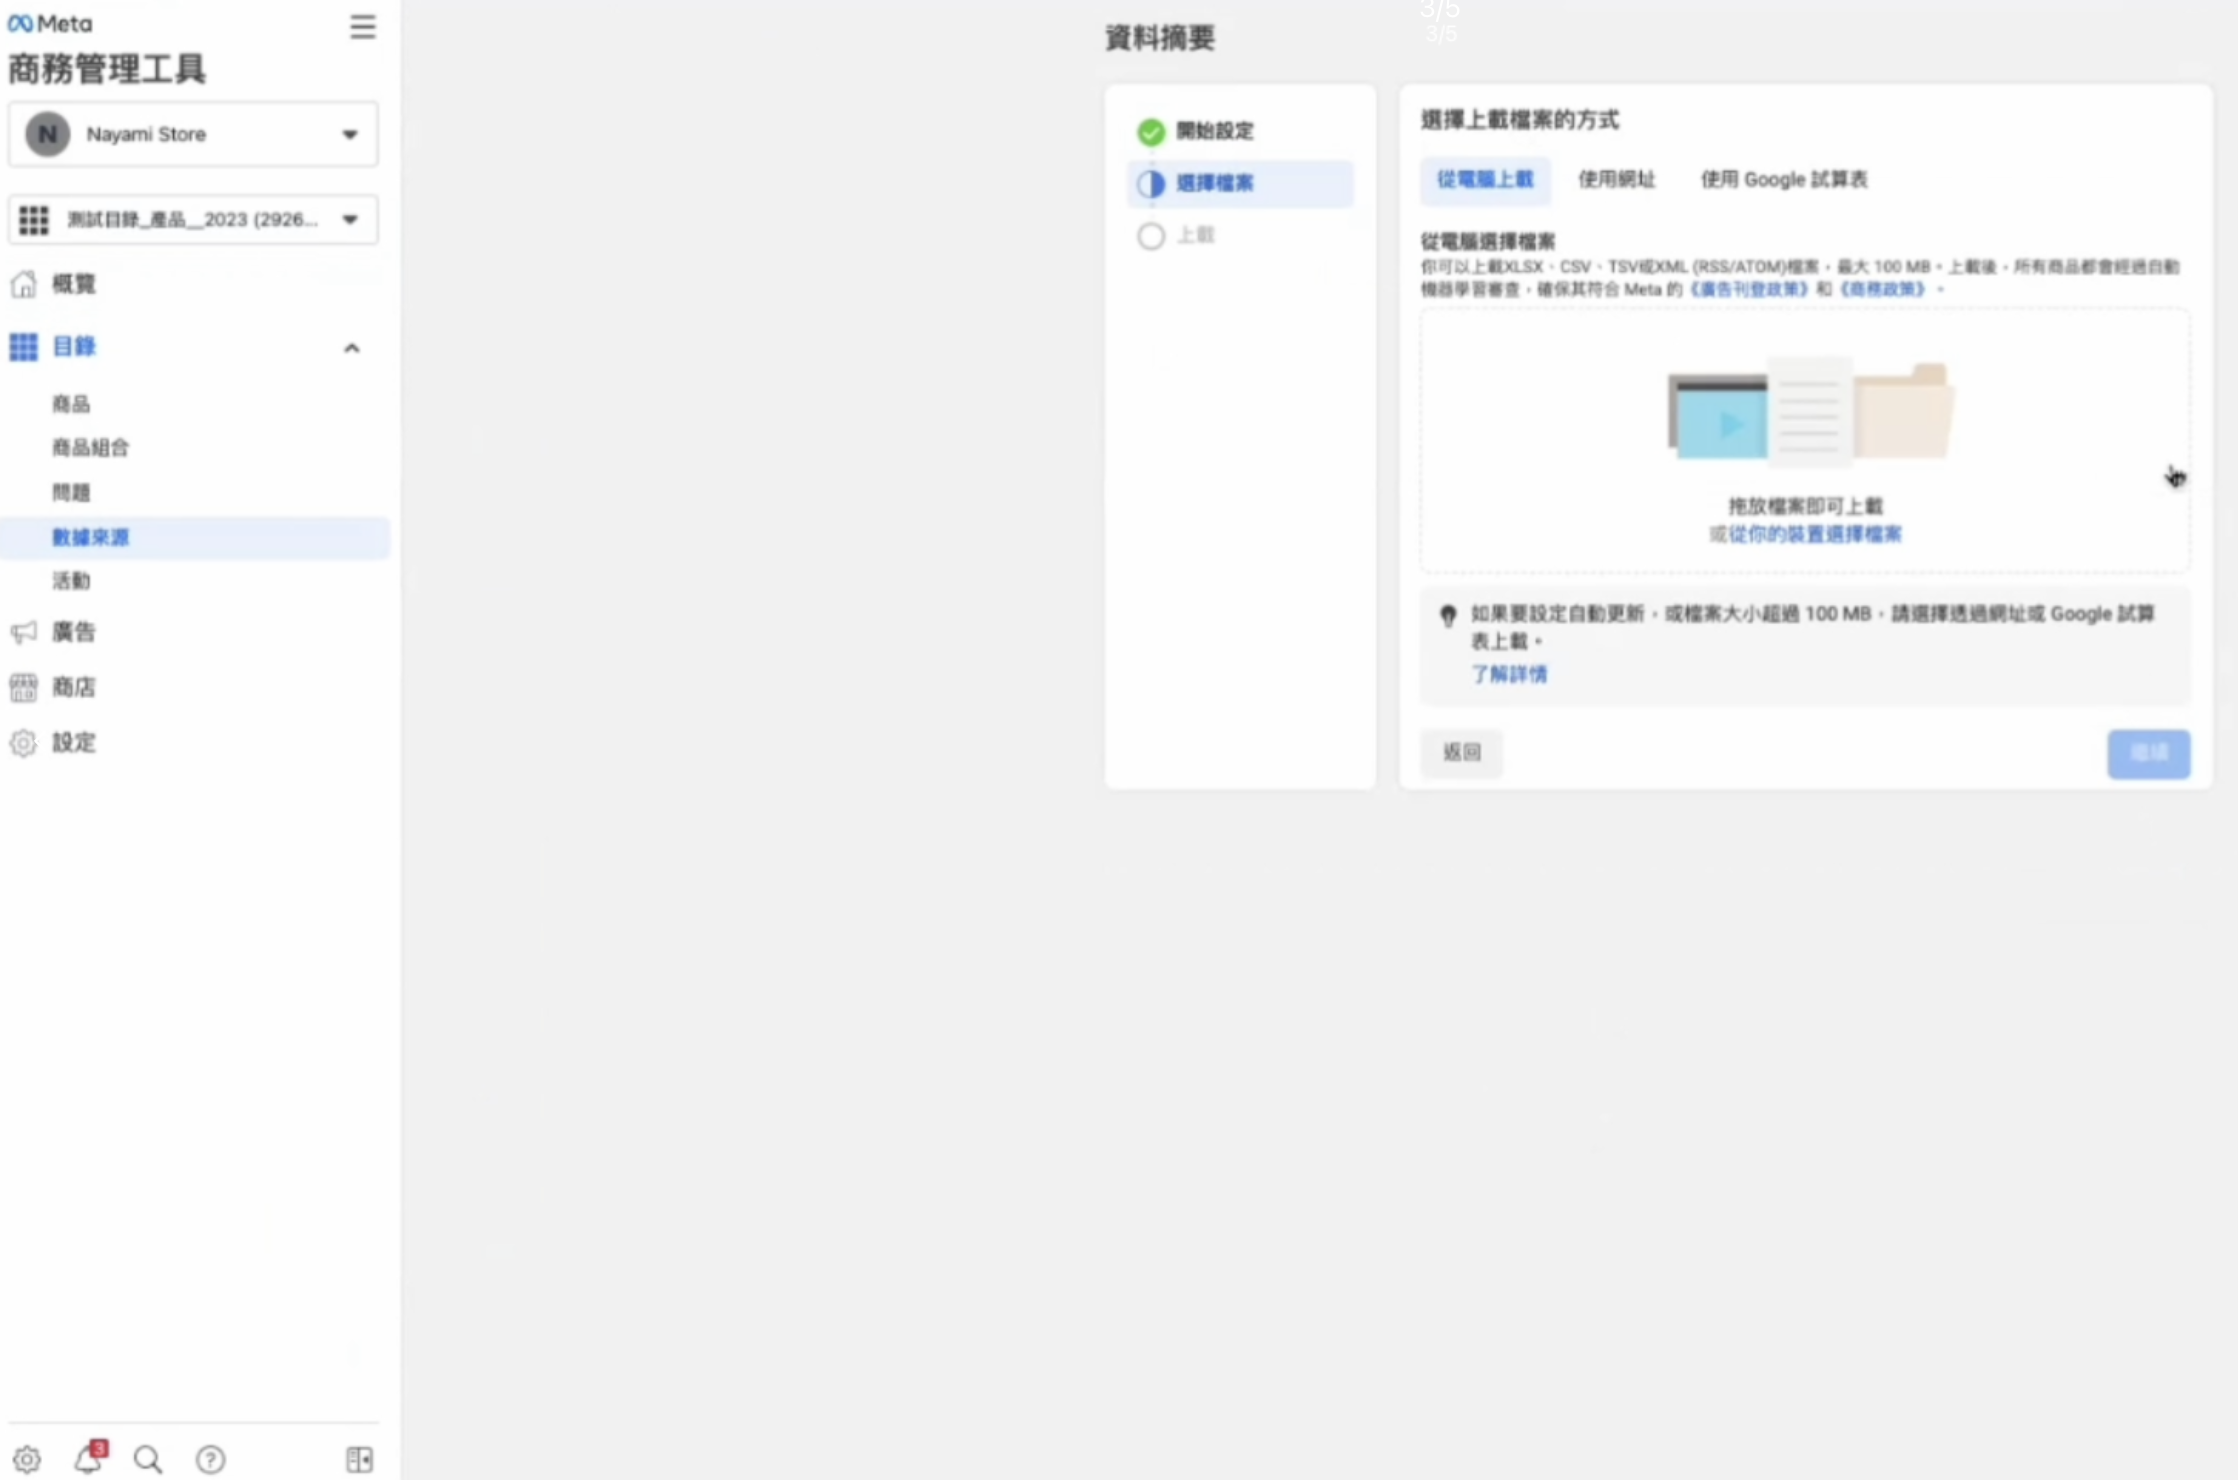 Meta
商務管理工具
N
Nayami Store
測試目錄_產品__2023 (2926...
概覽
目錄
商品
商品組合
問題
數據來源
活動
廣告
商店
設定
3
3/5
3/5
資料摘要
開始設定
選擇檔案
上載
選擇上載檔案的方式
從電腦上載
使用網址
使用 Google 試算表
從電腦選擇檔案
你可以上載XLSX、CSV、TSV或XML (RSS/ATOM)檔案，最大 100 MB。上載後，所有商品都會經過自動
機器學習審查，確保其符合 Meta 的《廣告刊登政策》和《商務政策》。
拖放檔案即可上載
或從你的裝置選擇檔案
如果要設定自動更新，或檔案大小超過 100 MB，請選擇透過網址或 Google 試算
表上載。
了解詳情
返回
繼續